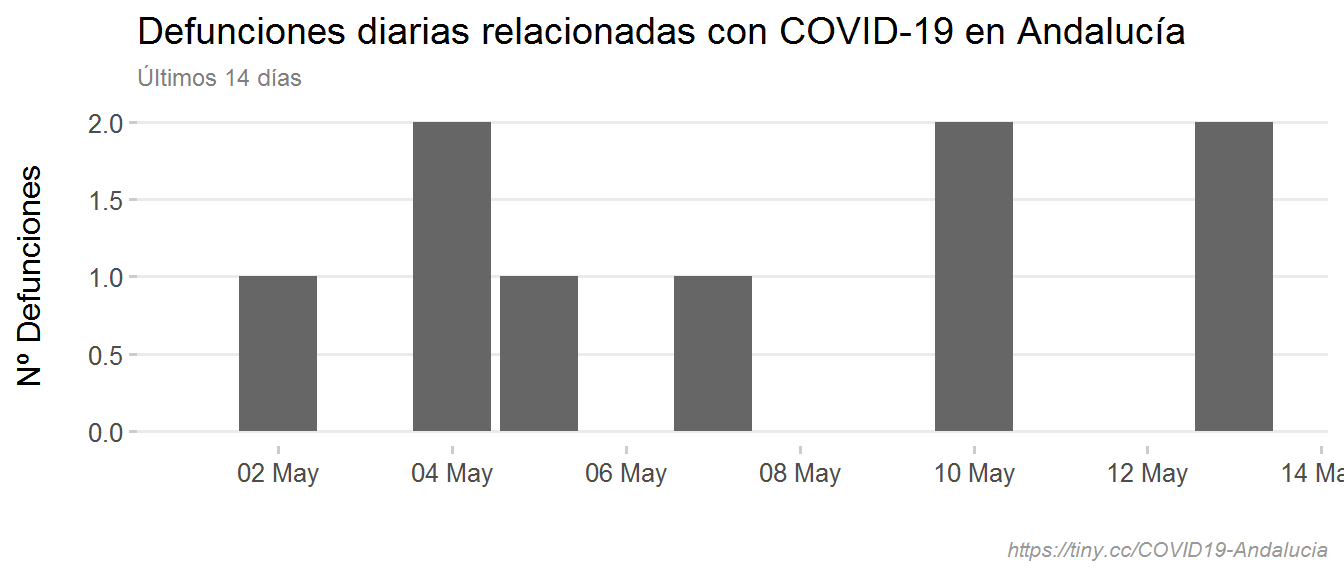 Defunciones diarias relacionadas con COVID-19 en Andalucía
Últimos 14 días
Nº Defunciones
2.0
1.5
1.0
0.5
0.0
02 May 04 May 06 May 08 May 10 May 12 May 14 Ma
https://tiny.cc/COVID19-Andalucia